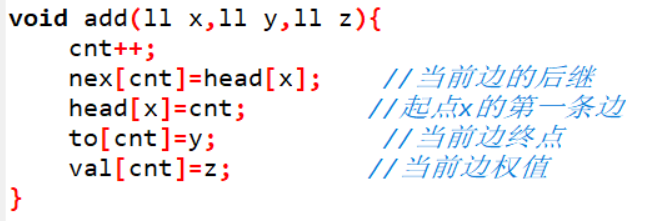 void add(ll x,ll y,ll z){
    cnt++;
    nex[cnt]=head[x];    //当前边的后继
    head[x]=cnt;        //起点x的第一条边
    to[cnt]=y;           //当前边终点
    val[cnt]=z;         //当前边权值
}